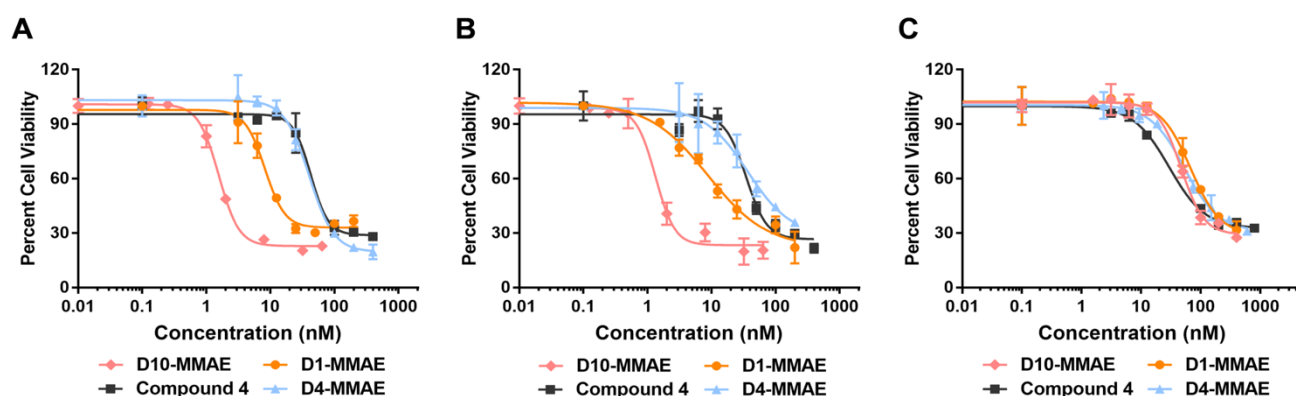 A
B
C
Percent Cell Viability
120
90
60
30
0
0.01 0.1 1 10 100 1000
Concentration (nM)
D10-MMAE D1-MMAE
Compound 4 D4-MMAE
Percent Cell Viability
120
90
60
30
0
0.01 0.1 1 10 100 1000
Concentration (nM)
D10-MMAE D1-MMAE
Compound 4 D4-MMAE
Percent Cell Viability
120
90
60
30
0
0.01 0.1 1 10 100 1000
Concentration (nM)
D10-MMAE D1-MMAE
Compound 4 D4-MMAE